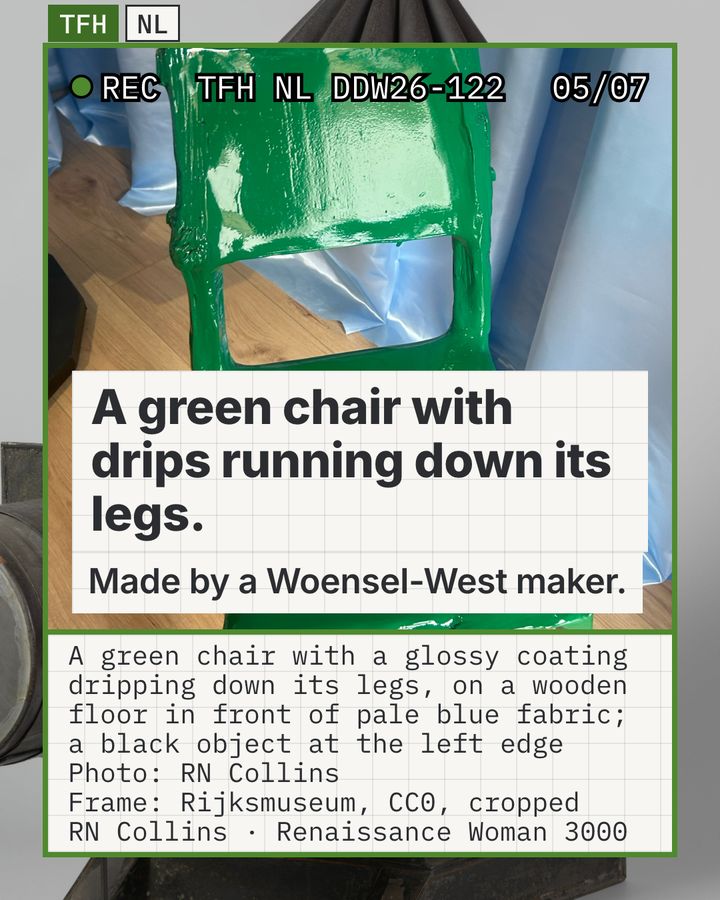 TFH NL
REC TFH NL DDW26-122 05/07
A green chair with
drips running down its
legs.
Made by a Woensel-West maker.
A green chair with a glossy coating
dripping down its legs, on a wooden
floor in front of pale blue fabric;
a black object at the left edge
Photo: RN Collins
Frame: Rijksmuseum, CC0, cropped
RN Collins · Renaissance Woman 3000